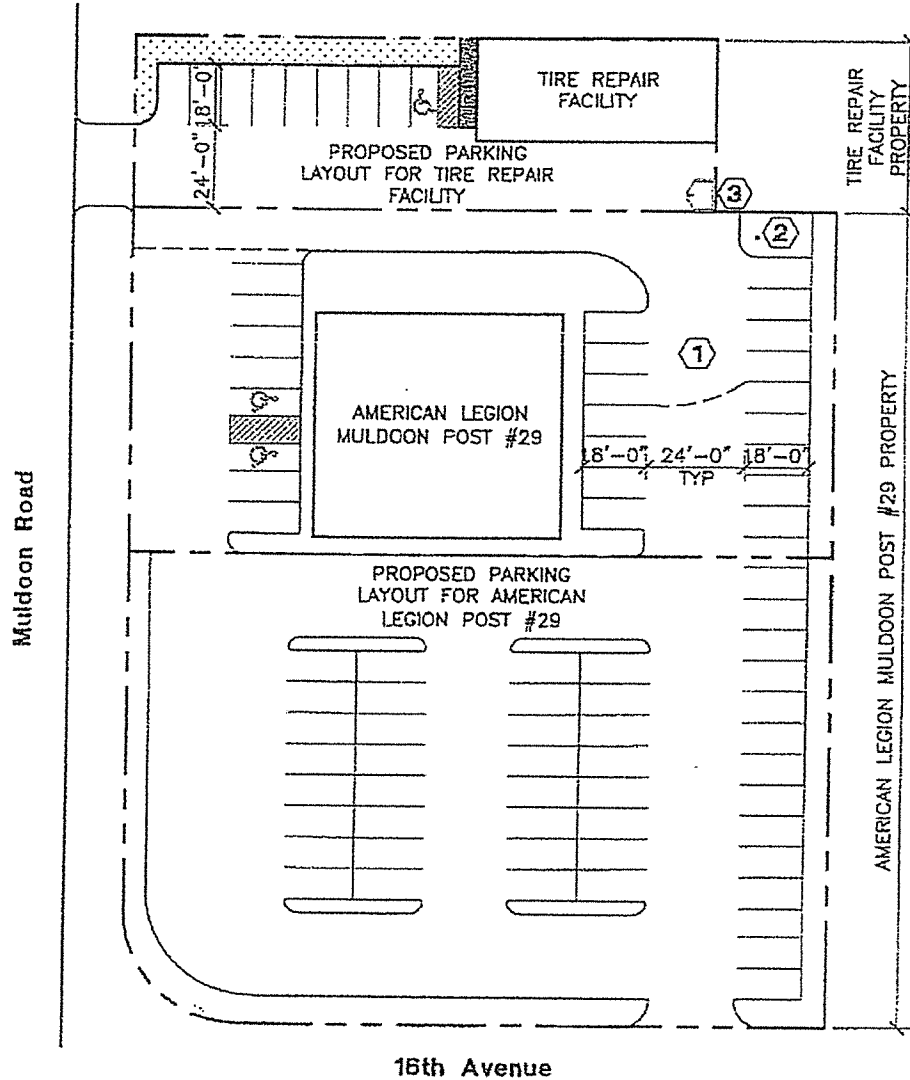 TIRE REPAIR
FACILITY
TIRE REPAIR
FACILITY
PROPERTY
18'-0"
24'-0"
PROPOSED PARKING
LAYOUT FOR TIRE REPAIR
FACILITY
3
2
1
AMERICAN LEGION
MULDOON POST #29
18'-0" 24'-0" 18'-0"
TYP
Muldoon Road
AMERICAN LEGION MULDOON POST #29 PROPERTY
PROPOSED PARKING
LAYOUT FOR AMERICAN
LEGION POST #29
16th Avenue